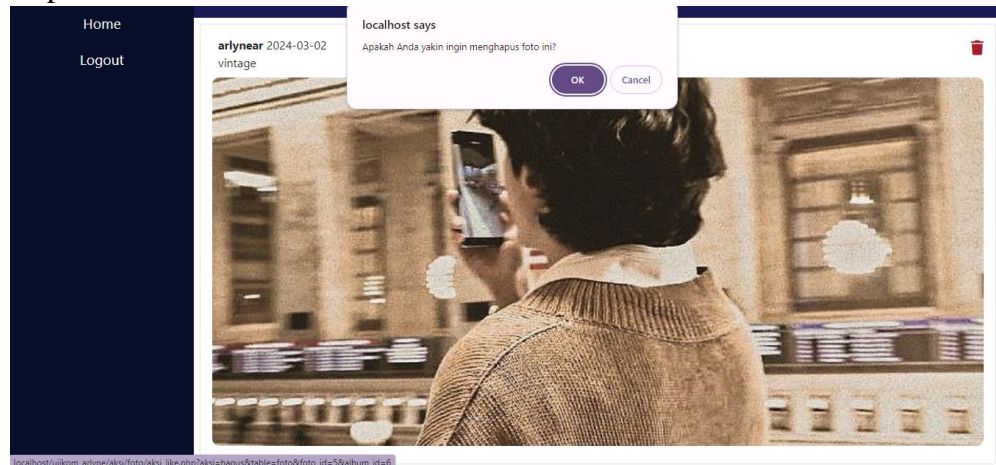 Home
Logout
localhost says
Apakah Anda yakin ingin menghapus foto ini?
OK
Cancel
arlynear 2024-03-02
vintage
localhost/ujikom_arlyne/aksi/foto/aksi_like.php?aksi=hapus&table=foto&foto_id=5&album_id=6